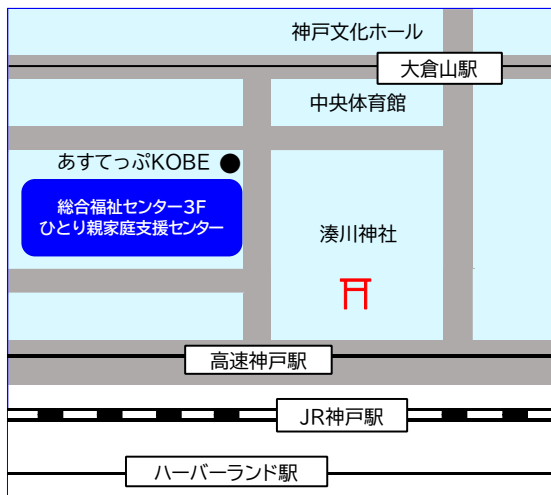 神戸文化ホール
大倉山駅
中央体育館
あすてっぷKOBE
総合福祉センター3F
ひとり親家庭支援センター
湊川神社
高速神戸駅
JR神戸駅
ハーバーランド駅